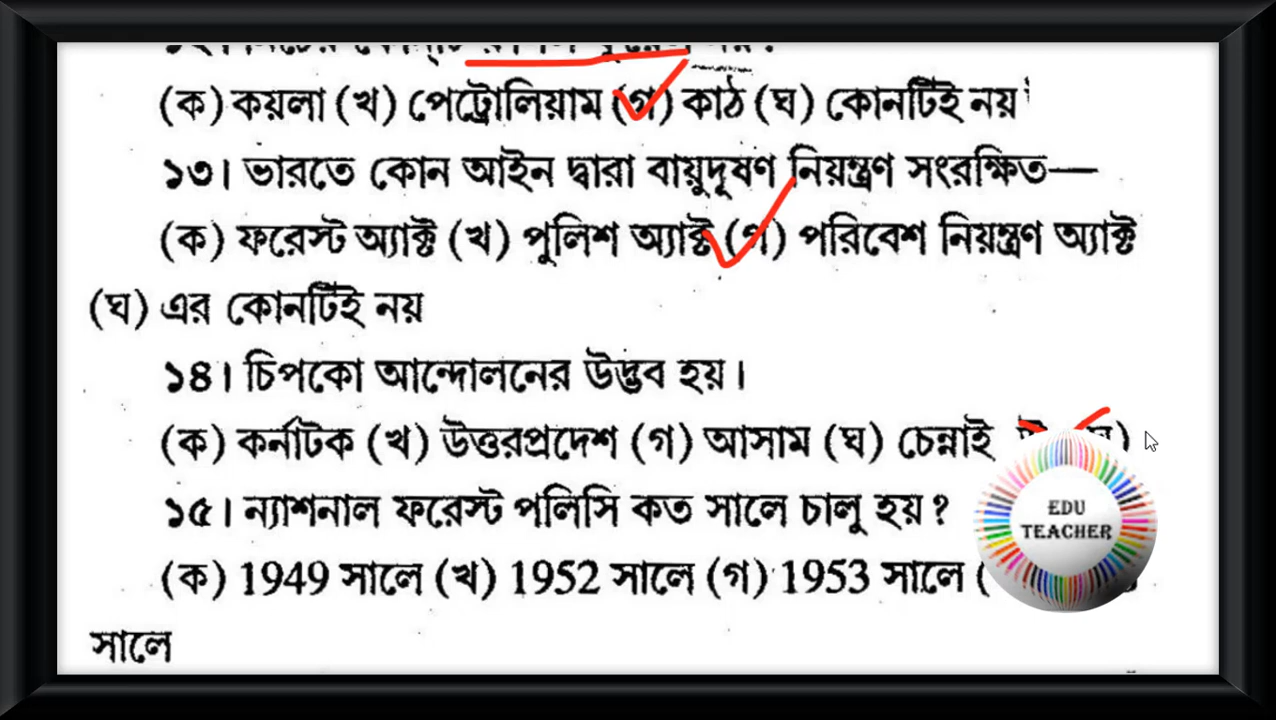 (ক) কয়লা (খ) পেট্রোলিয়াম (গ) কাঠ (ঘ) কোনটিই নয়
১৩। ভারতে কোন আইন দ্বারা বায়ুদূষণ নিয়ন্ত্রণ সংরক্ষিত—
(ক) ফরেস্ট অ্যাক্ট (খ) পুলিশ অ্যাক্ট (গ) পরিবেশ নিয়ন্ত্রণ অ্যাক্ট
(ঘ) এর কোনটিই নয়
১৪। চিপকো আন্দোলনের উদ্ভব হয়।
(ক) কর্নাটক (খ) উত্তরপ্রদেশ (গ) আসাম (ঘ) চেন্নাই
১৫। ন্যাশনাল ফরেস্ট পলিসি কত সালে চালু হয়?
(ক) 1949 সালে (খ) 1952 সালে (গ) 1953 সালে
সালে
EDU
TEACHER